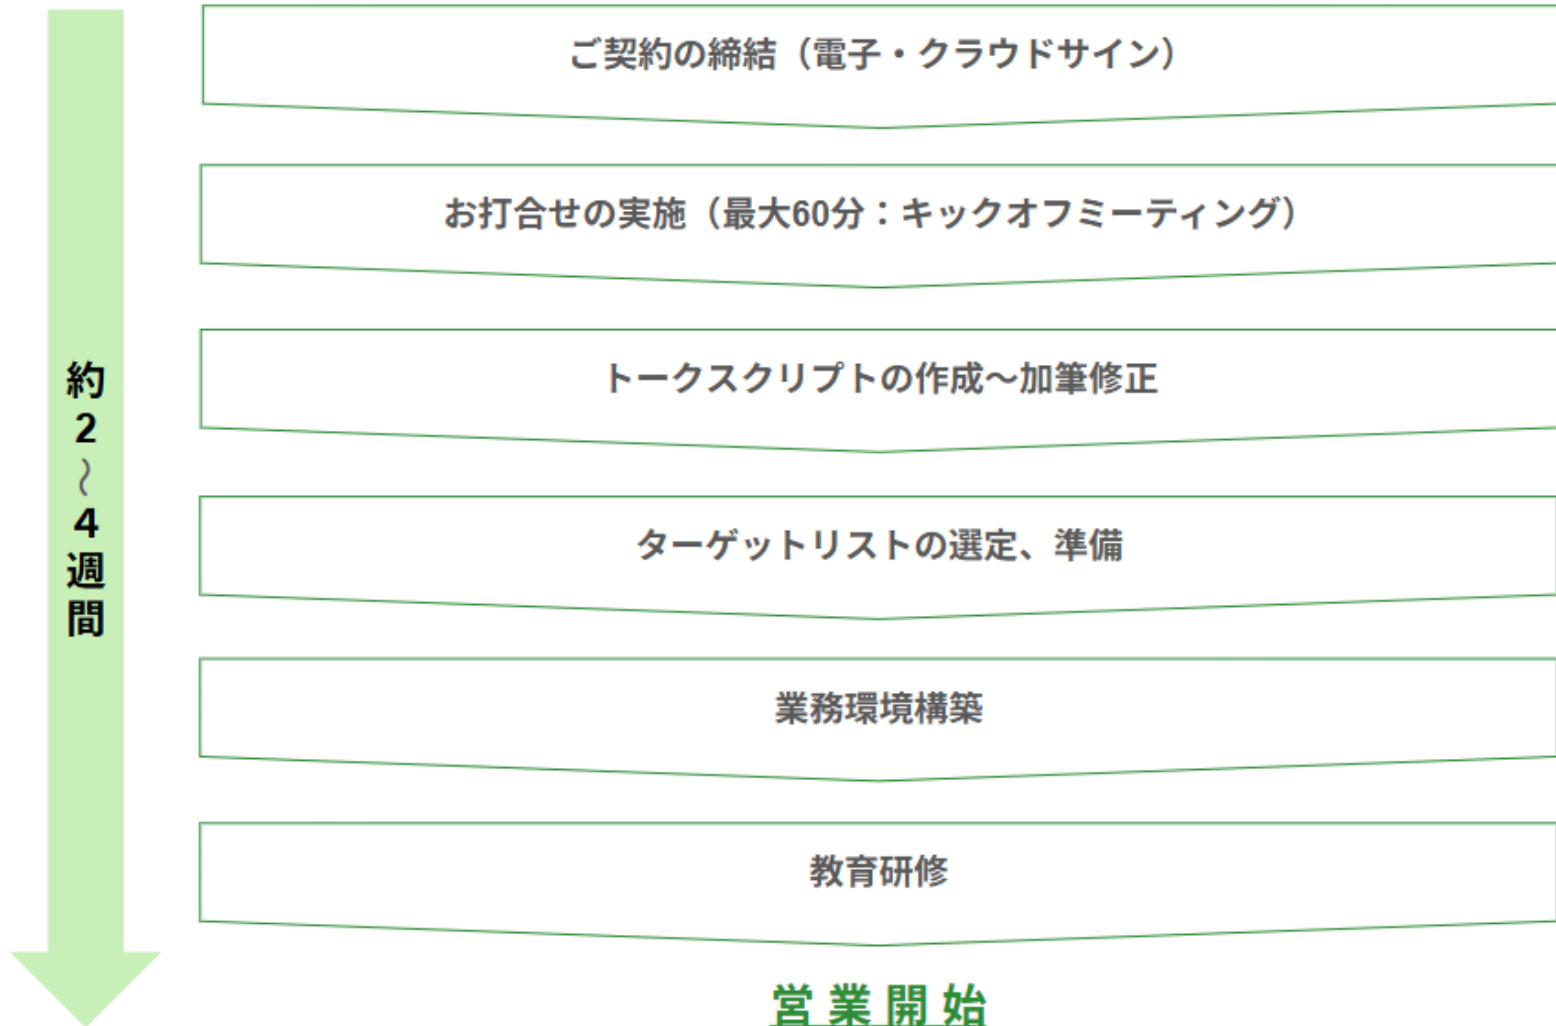 ご契約の締結（電子・クラウドサイン）
お打合せの実施（最大60分：キックオフミーティング）
トークスクリプトの作成～加筆修正
ターゲットリストの選定、準備
業務環境構築
教育研修
営業開始
約2～4週間